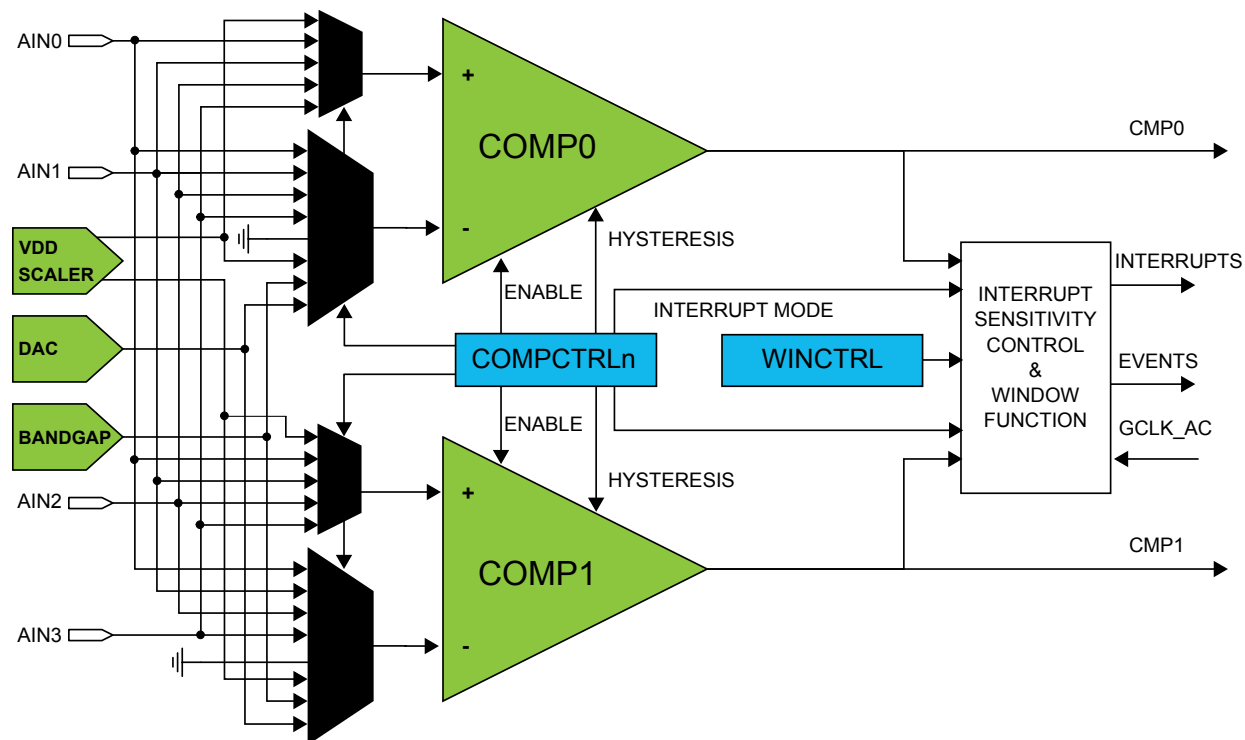 AIN0
+
COMP0
CMP0
AIN1
-
VDD
SCALER
HYSTERESIS
ENABLE
INTERRUPT MODE
INTERRUPTS
INTERRUPT
SENSITIVITY
CONTROL
&
WINDOW
FUNCTION
DAC
COMPCTRLn
WINCTRL
EVENTS
BANDGAP
ENABLE
GCLK_AC
HYSTERESIS
AIN2
+
COMP1
CMP1
AIN3
-